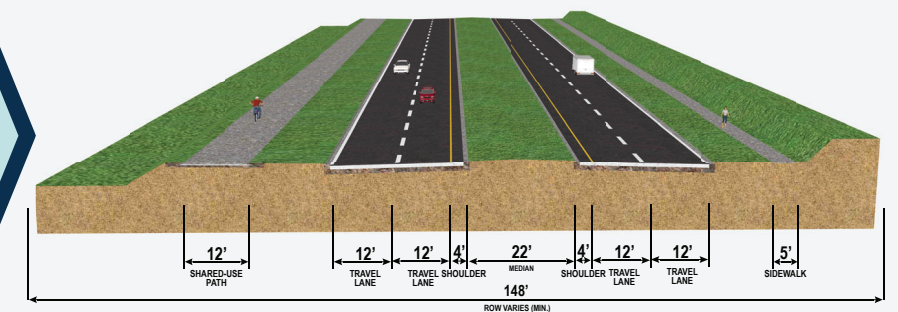 12' 12' 12' 4' 22' 4' 12' 12' 5'
SHARED-USE PATH
TRAVEL LANE
TRAVEL LANE
SHOULDER
MEDIAN
SHOULDER
TRAVEL LANE
TRAVEL LANE
SIDEWALK
148'
ROW VARIES (MIN.)